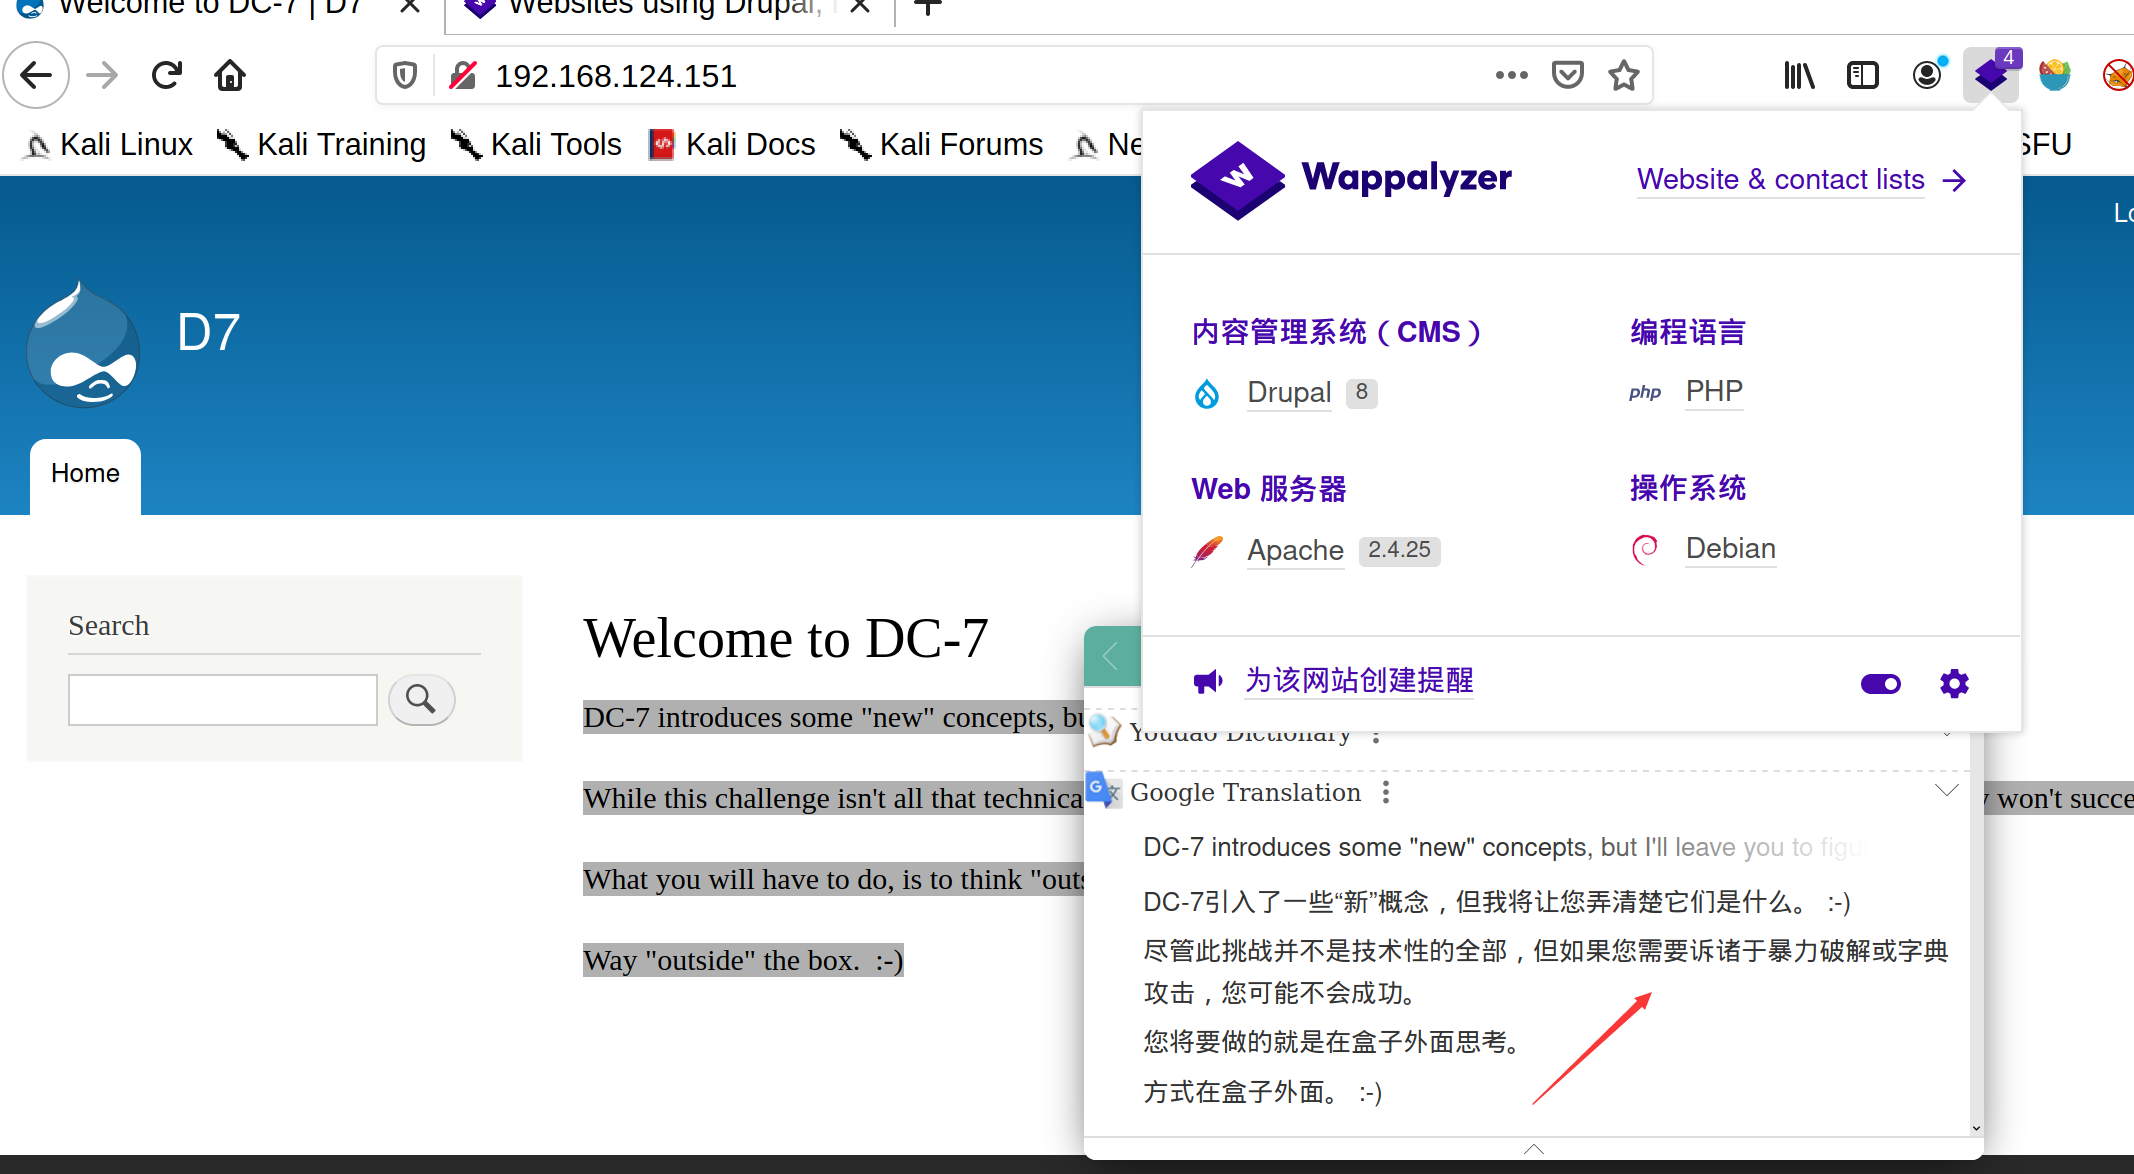 Welcome to DC-7 | D7
Websites using Drupal,
192.168.124.151
4
Kali Linux
Kali Training
Kali Tools
Kali Docs
Kali Forums
SFU
Wappalyzer
Website & contact lists
D7
Home
内容管理系统（CMS）
编程语言
Drupal 8
php PHP
Web 服务器
操作系统
Apache 2.4.25
Debian
为该网站创建提醒
Search
Welcome to DC-7
DC-7 introduces some "new" concepts,
While this challenge isn't all that
won't
What you will have to do, is to think
Way "outside" the box.  :-)
Youdao Dictionary
Google Translation
DC-7 introduces some "new" concepts, but I'll leave you to
DC-7引入了一些“新”概念，但我将让您弄清楚它们是什么。 :-)
尽管此挑战并不是技术性的全部，但如果您需要诉诸于暴力破解或字典
攻击，您可能不会成功。
您将要做的就是在盒子外面思考。
方式在盒子外面。 :-)